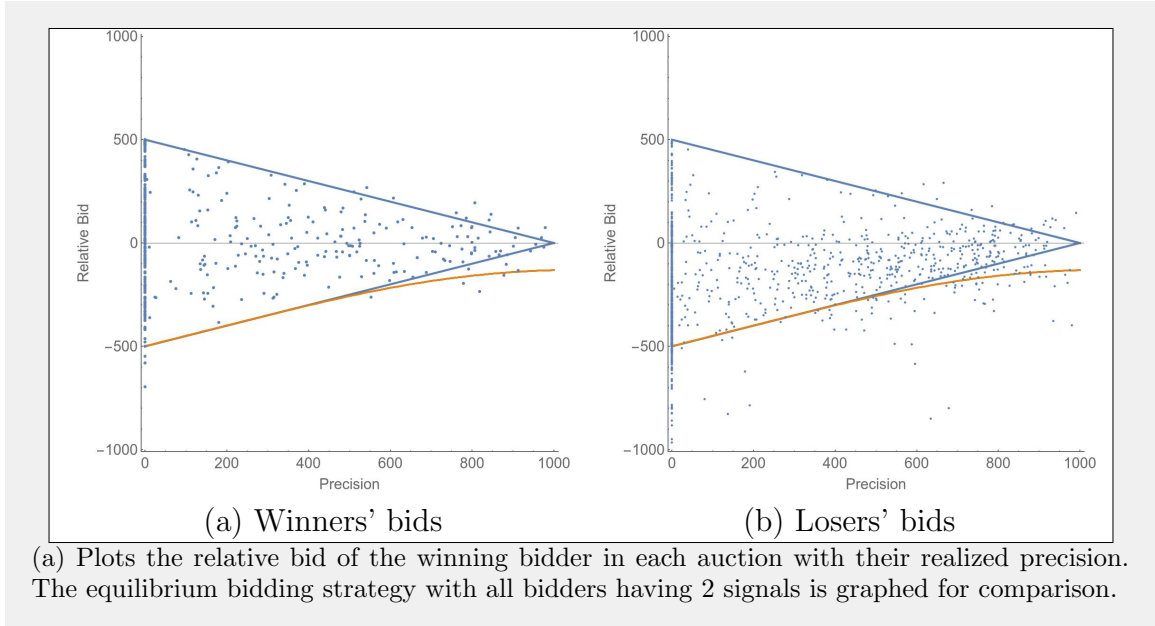 1000
500
0
−500
−1000
Relative Bid
0 200 400 600 800 1000
Precision
(a) Winners' bids
1000
500
0
−500
−1000
Relative Bid
0 200 400 600 800 1000
Precision
(b) Losers' bids
(a) Plots the relative bid of the winning bidder in each auction with their realized precision.
The equilibrium bidding strategy with all bidders having 2 signals is graphed for comparison.